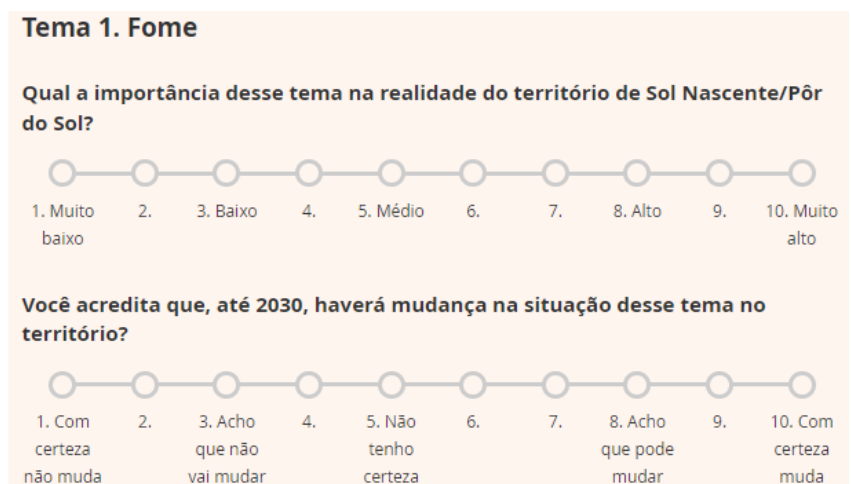 Tema 1. Fome
Qual a importância desse tema na realidade do território de Sol Nascente/Pôr
do Sol?
1. Muito baixo 2. 3. Baixo 4. 5. Médio 6. 7. 8. Alto 9. 10. Muito alto
Você acredita que, até 2030, haverá mudança na situação desse tema no
território?
1. Com certeza não muda 2. 3. Acho que não vai mudar 4. 5. Não tenho certeza 6. 7. 8. Acho que pode mudar 9. 10. Com certeza muda